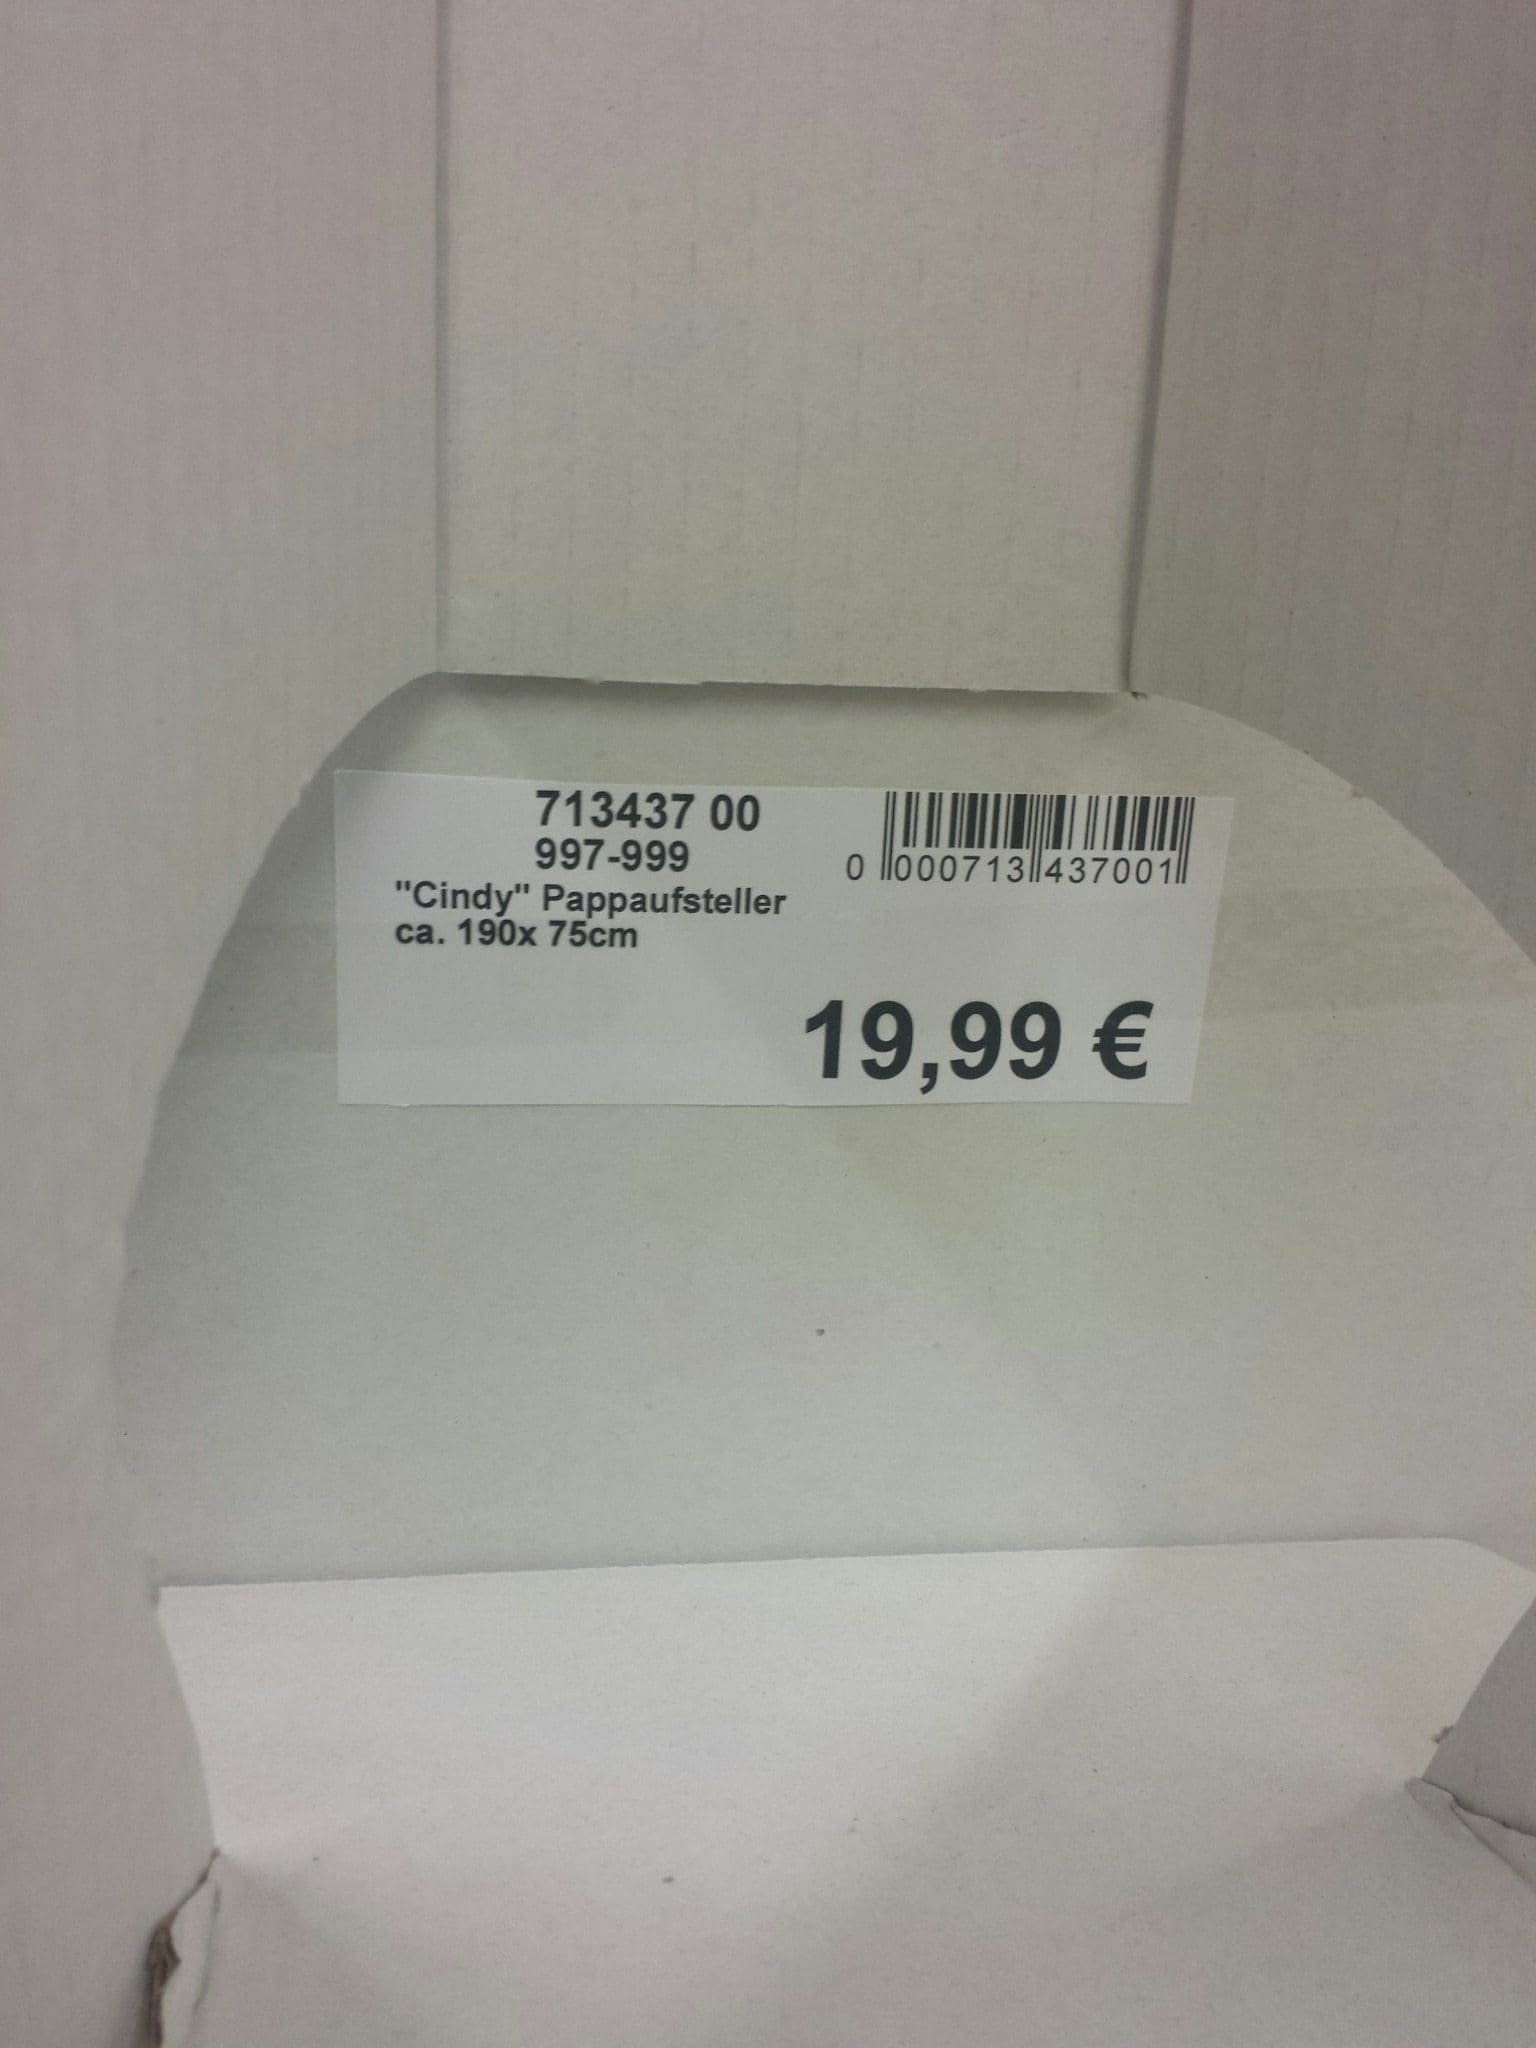 713437 00
997-999
"Cindy" Pappaufsteller
ca. 190x 75cm
0 000713 437001
19,99 €